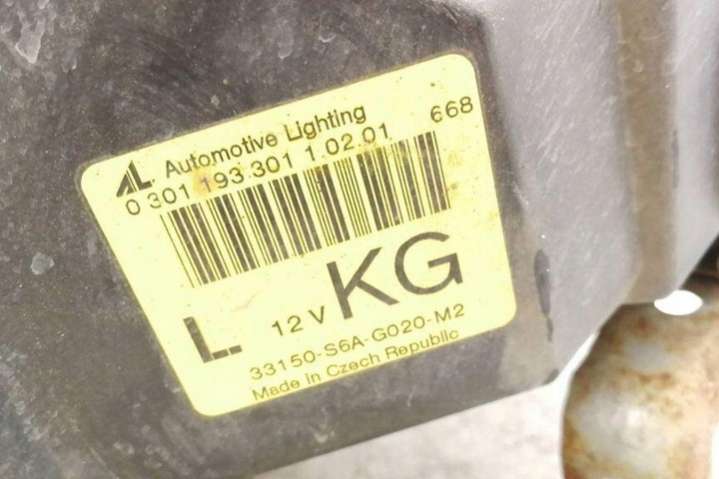 AL Automotive Lighting
0 301 193 301 1.02.01 668
L 12 V KG
33150-S6A-G020-M2
Made In Czech Republic